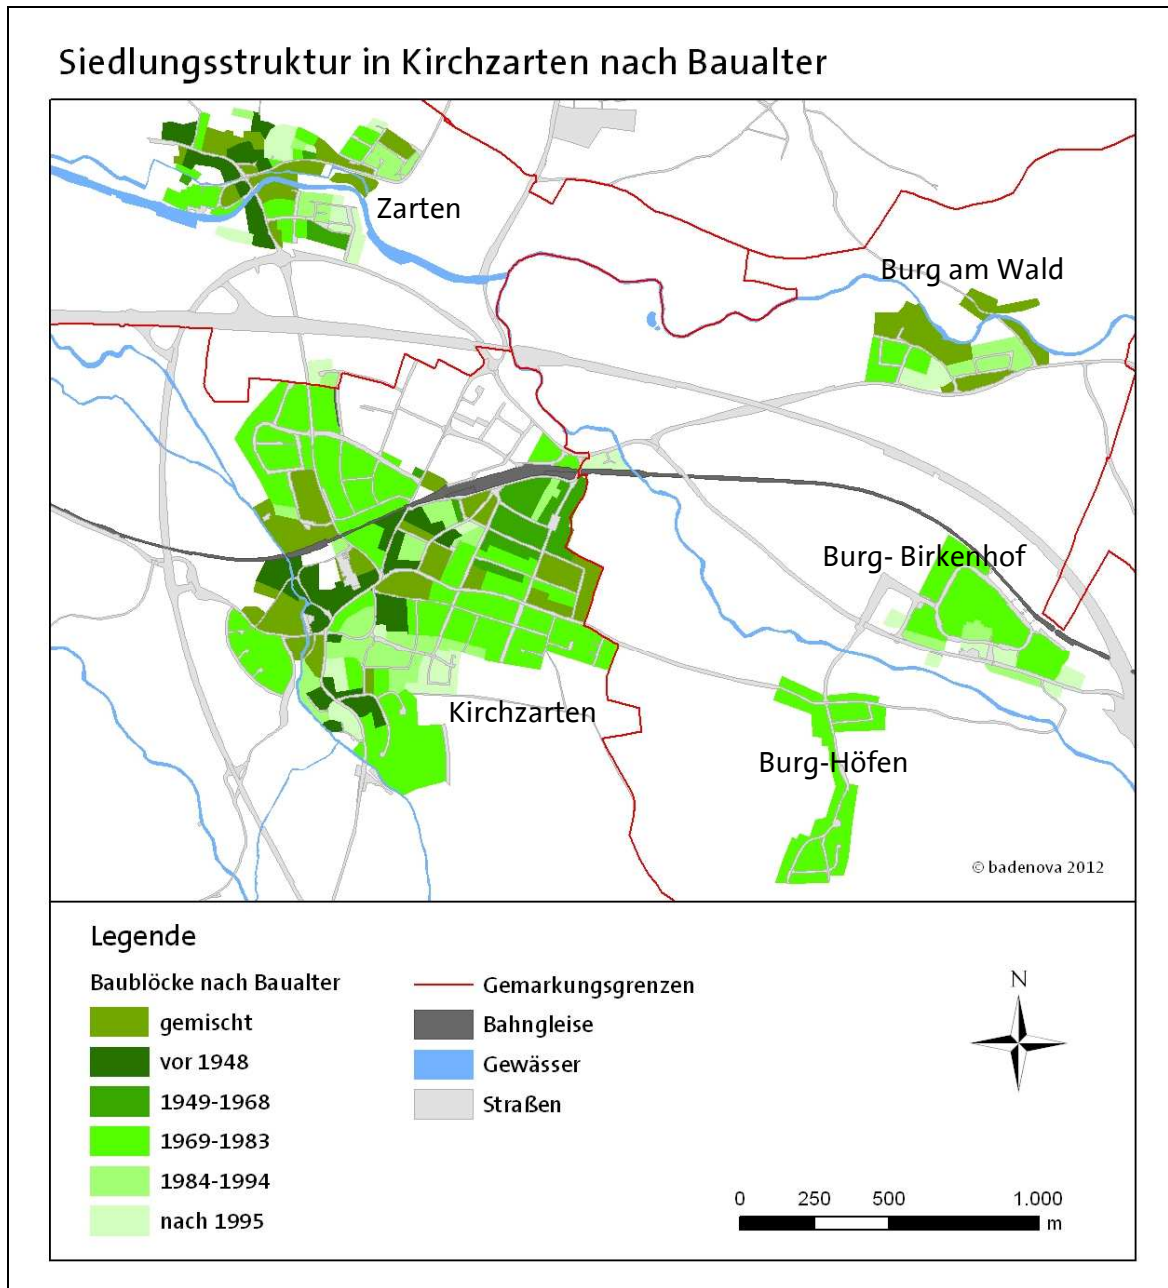 Siedlungsstruktur in Kirchzarten nach Baualter
Zarten
Burg am Wald
Burg- Birkenhof
Kirchzarten
Burg-Höfen
© badenova 2012
Legende
Baublöcke nach Baualter
gemischt
vor 1948
1949-1968
1969-1983
1984-1994
nach 1995
Gemarkungsgrenzen
Bahngleise
Gewässer
Straßen
N
0 250 500 1.000
m